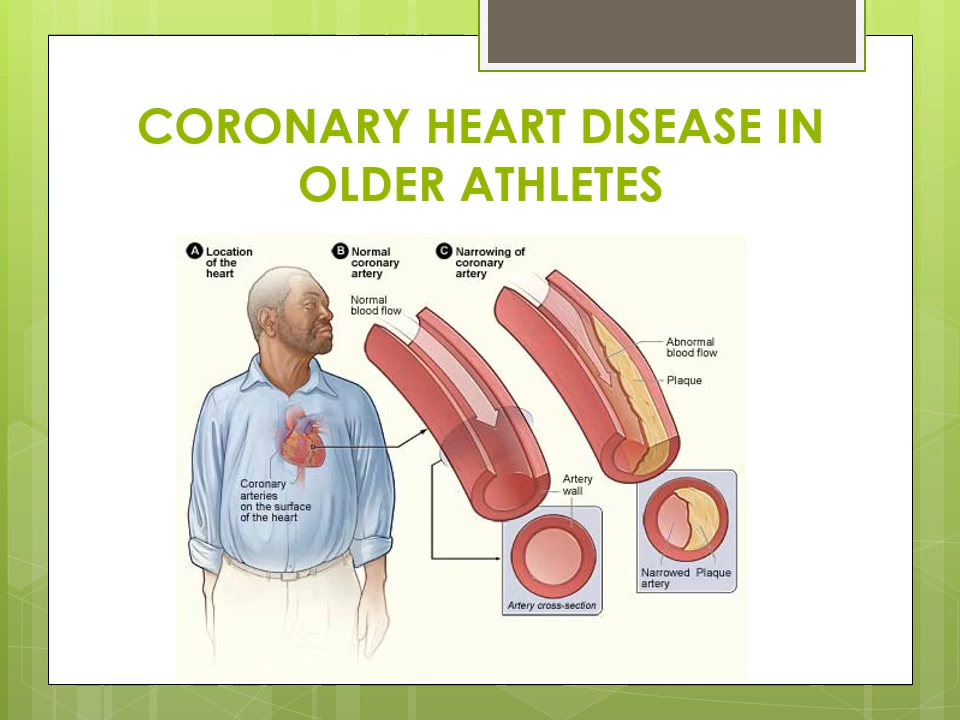 CORONARY HEART DISEASE IN
OLDER ATHLETES
A Location
of the
heart
B Normal
coronary
artery
Normal
blood flow
C Narrowing of
coronary
artery
Abnormal
blood flow
Plaque
Coronary
arteries
on the surface
of the heart
Artery
wall
Artery cross-section
Narrowed Plaque
artery